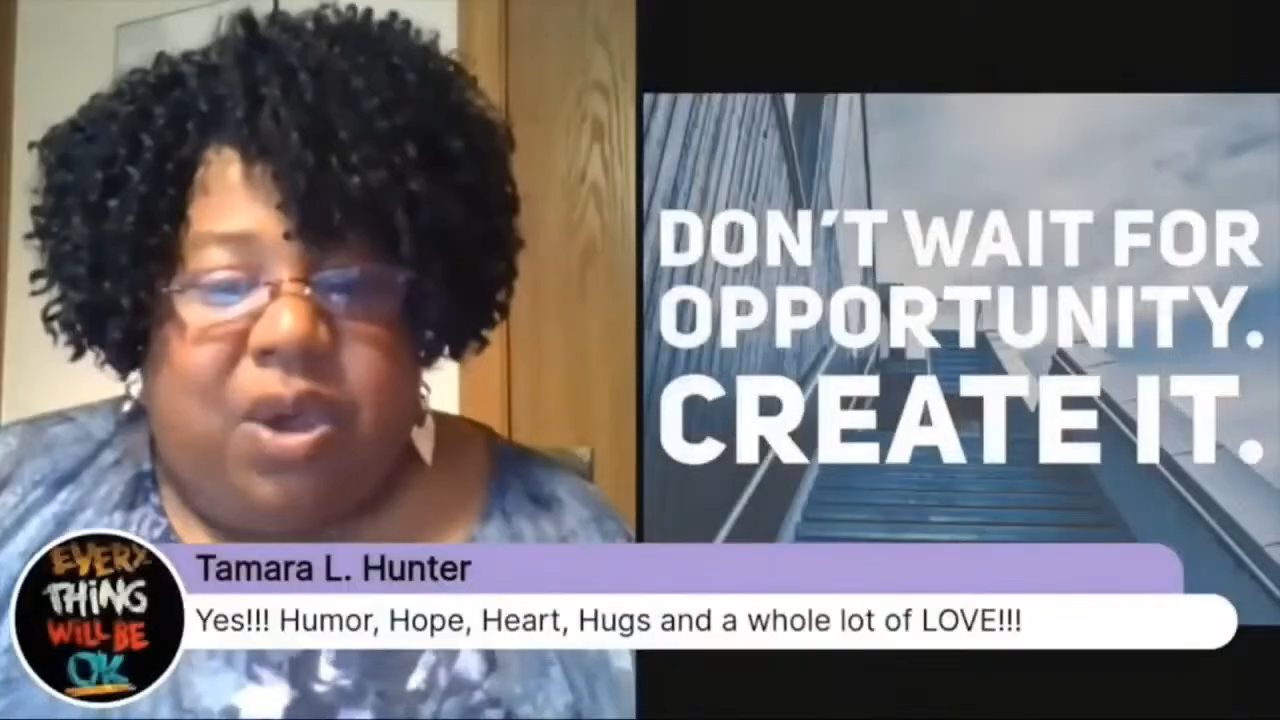 DON'T WAIT FOR
OPPORTUNITY.
CREATE IT.
EVERY
THING
WILL BE
OK
Tamara L. Hunter
Yes!!! Humor, Hope, Heart, Hugs and a whole lot of LOVE!!!